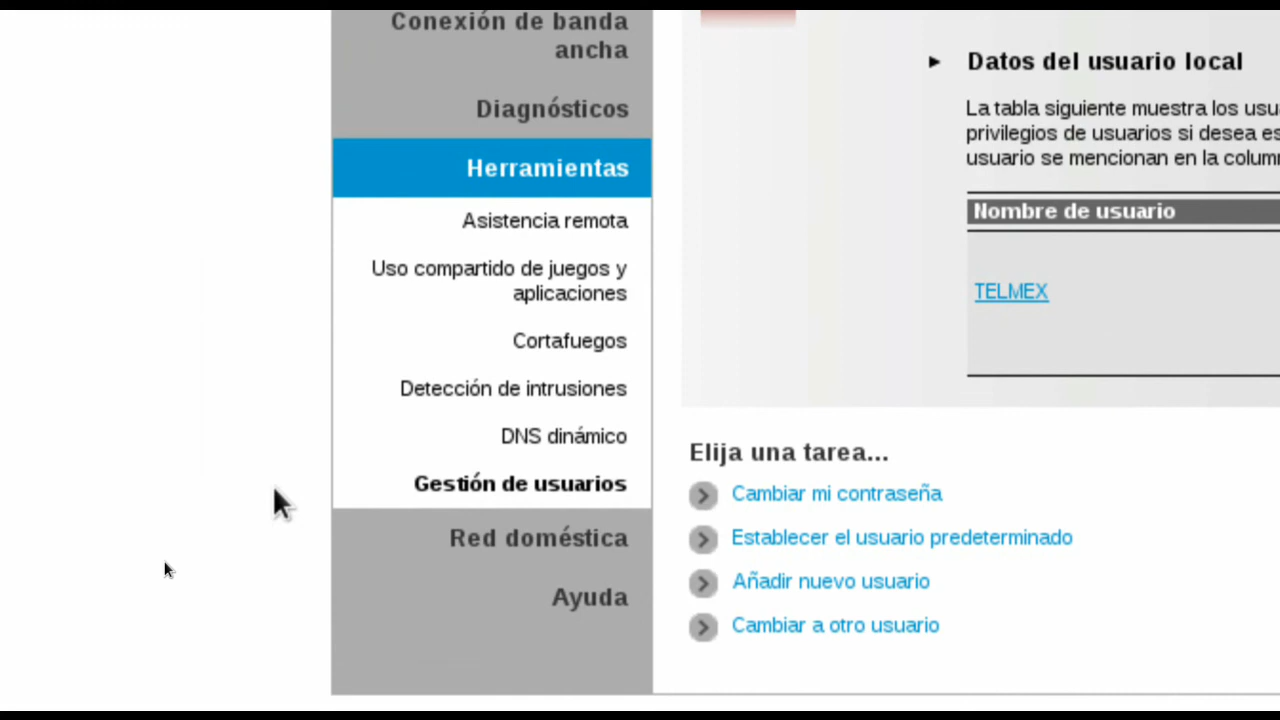 Conexión de banda
ancha
Diagnósticos
Herramientas
Asistencia remota
Uso compartido de juegos y
aplicaciones
Cortafuegos
Detección de intrusiones
DNS dinámico
Gestión de usuarios
Red doméstica
Ayuda
Datos del usuario local
La tabla siguiente muestra los
privilegios de usuarios si desea
usuario se mencionan en la
Nombre de usuario
TELMEX
Elija una tarea...
Cambiar mi contraseña
Establecer el usuario predeterminado
Añadir nuevo usuario
Cambiar a otro usuario